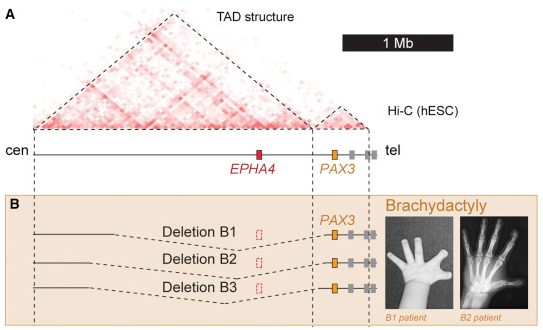 A
TAD structure
1 Mb
Hi-C (hESC)
cen
tel
EPHA4
PAX3
B
PAX3
Brachydactyly
Deletion B1
Deletion B2
Deletion B3
B1 patient
B2 patient